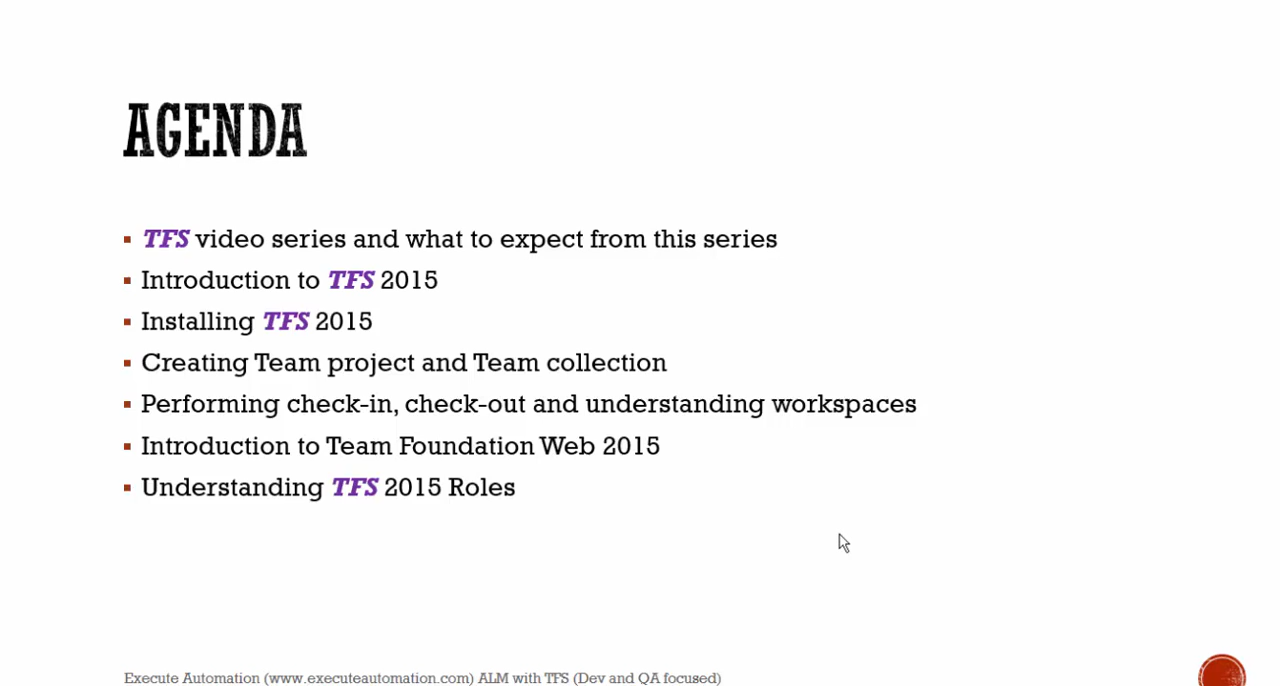 AGENDA
TFS video series and what to expect from this series
Introduction to TFS 2015
Installing TFS 2015
Creating Team project and Team collection
Performing check-in, check-out and understanding workspaces
Introduction to Team Foundation Web 2015
Understanding TFS 2015 Roles
Execute Automation (www.executeautomation.com) ALM with TFS (Dev and QA focused)